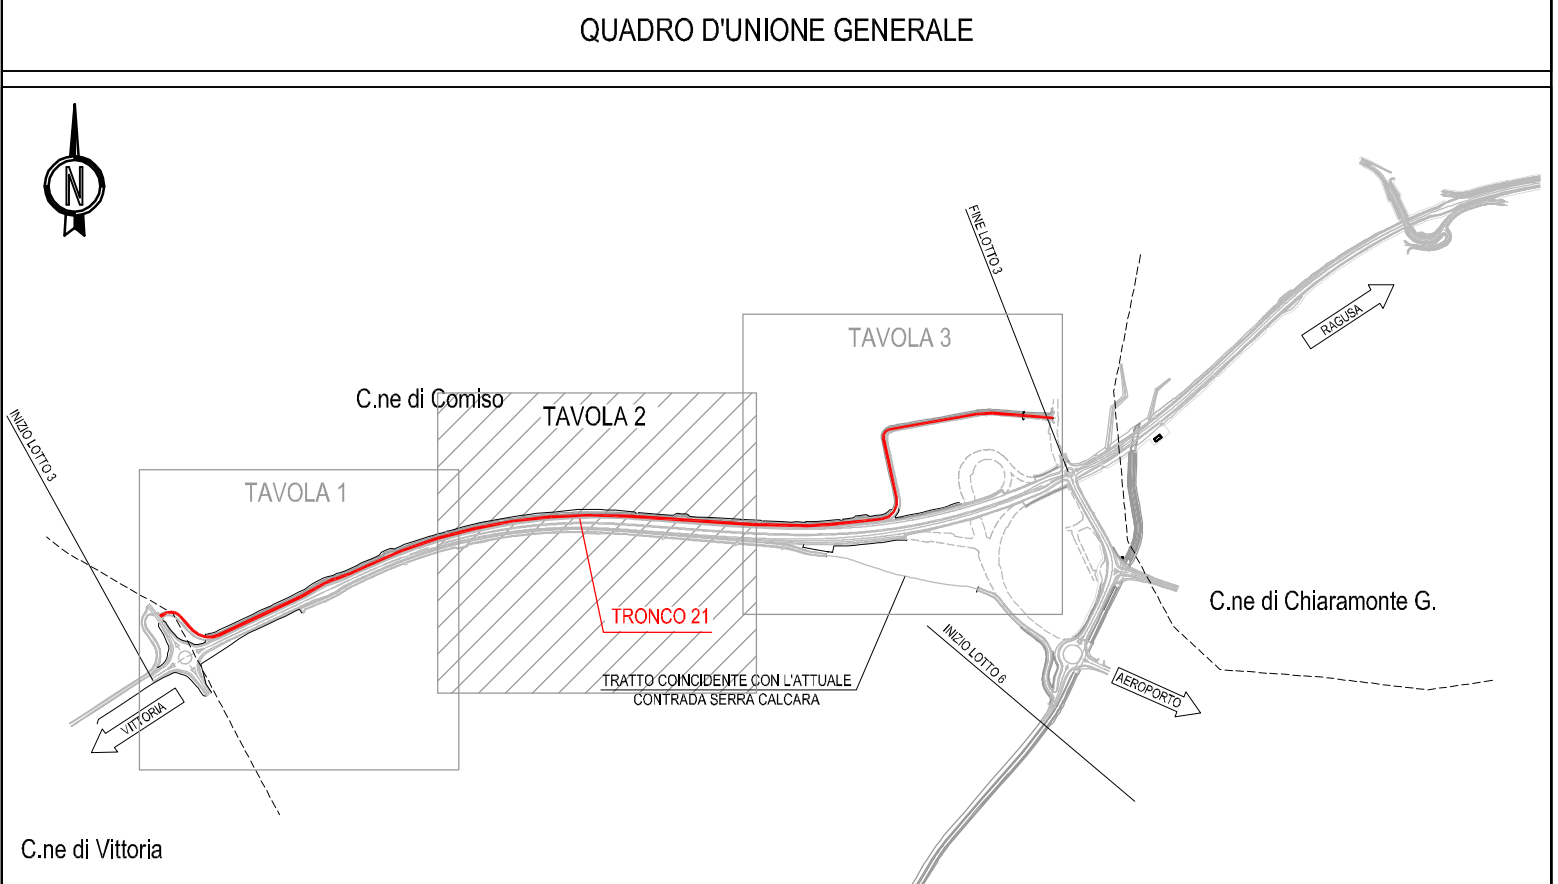 QUADRO D'UNIONE GENERALE
N
FINE LOTTO 3
RAGUSA
TAVOLA 3
C.ne di Comiso
TAVOLA 2
INIZIO LOTTO 3
TAVOLA 1
TRONCO 21
C.ne di Chiaramonte G.
INIZIO LOTTO 6
TRATTO COINCIDENTE CON L'ATTUALE
CONTRADA SERRA CALCARA
AEROPORTO
VITTORIA
C.ne di Vittoria